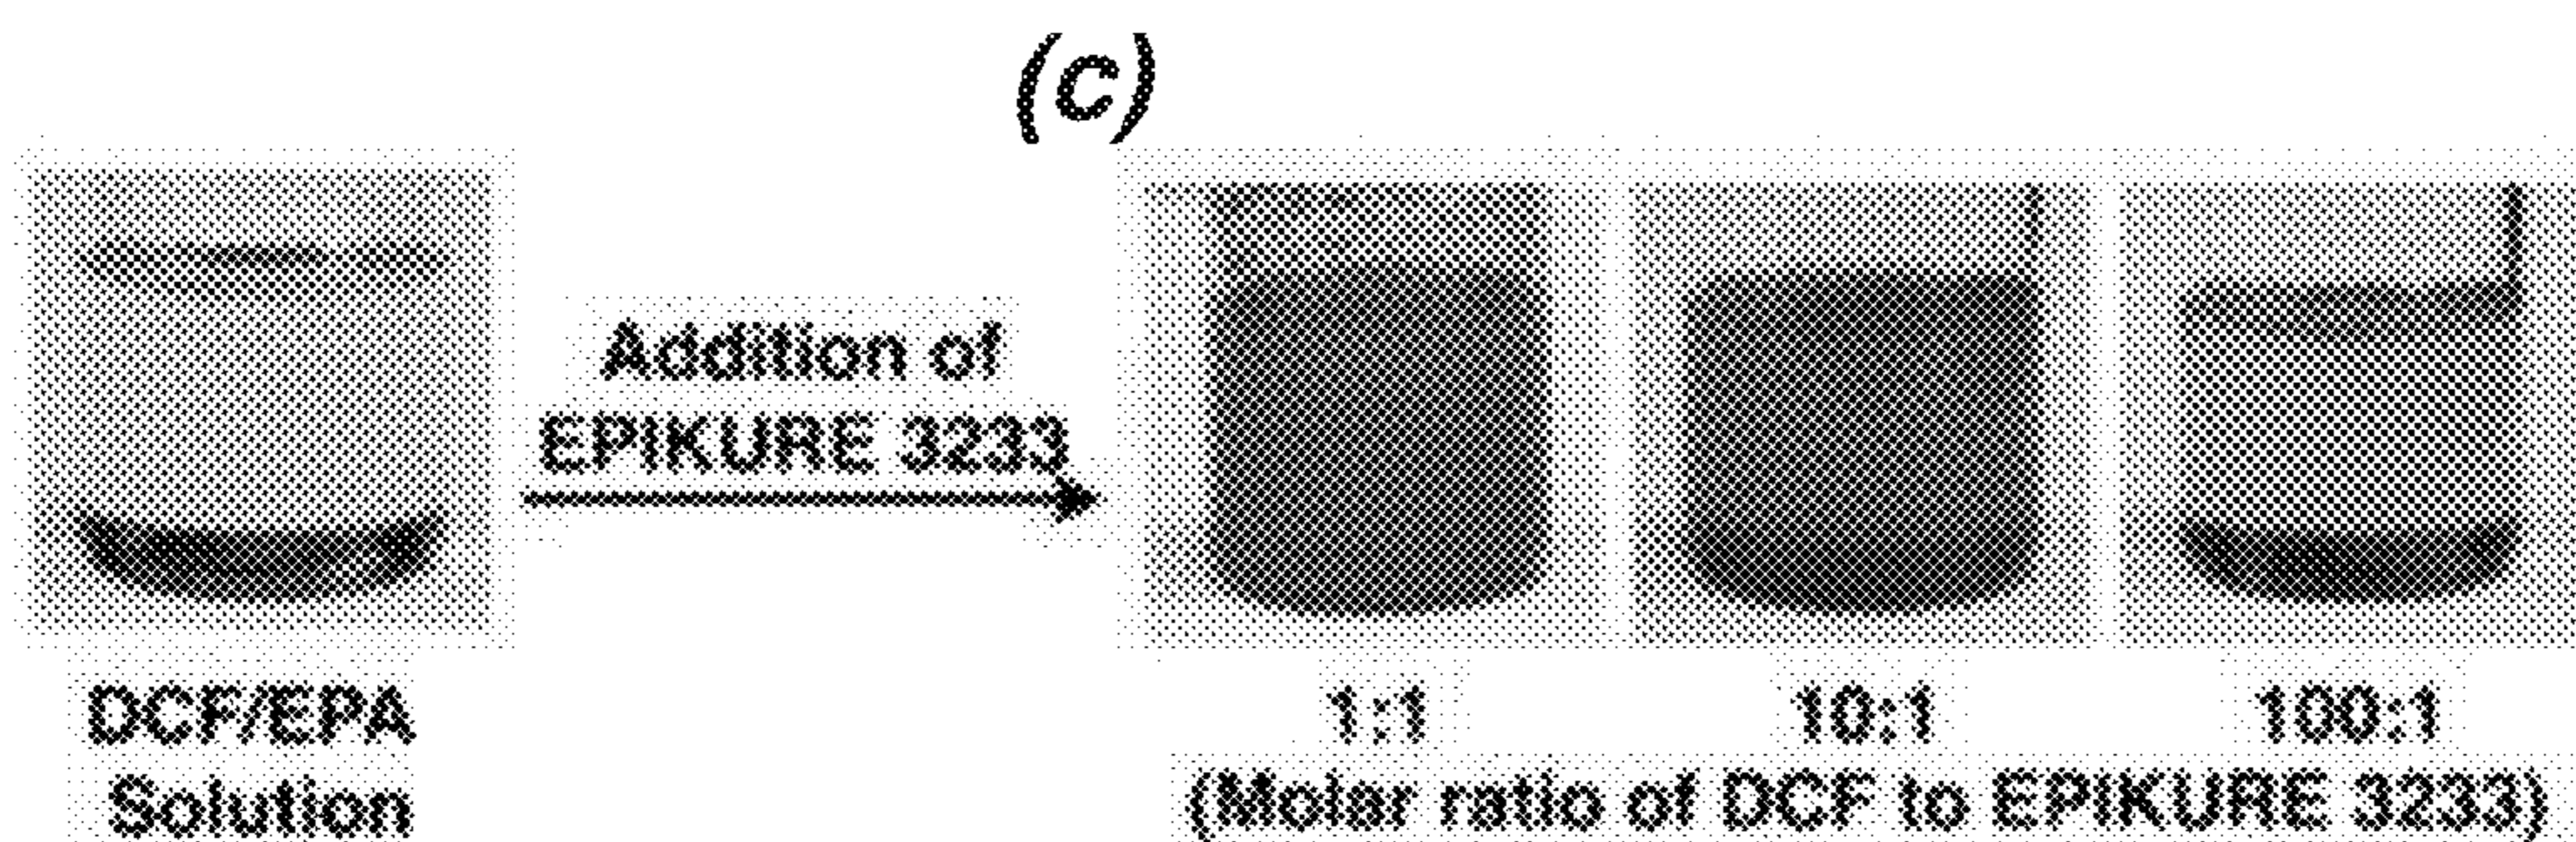 (c)
Addition of
EPIKURE 3233
DCF/EPA
Solution
1:1 10:1 100:1
(Molar ratio of DCF to EPIKURE 3233)